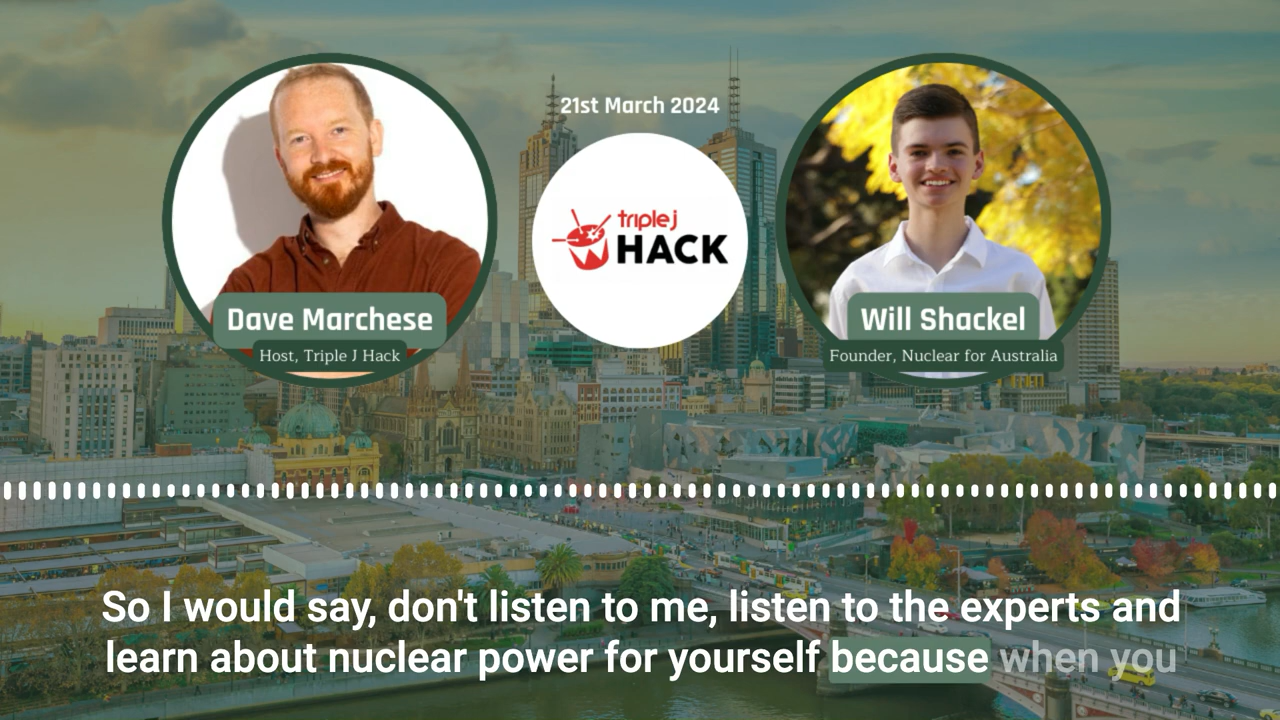 21st March 2024
triple j
HACK
Dave Marchese
Host, Triple J Hack
Will Shackel
Founder, Nuclear for Australia
So I would say, don't listen to me, listen to the experts and
learn about nuclear power for yourself because when you